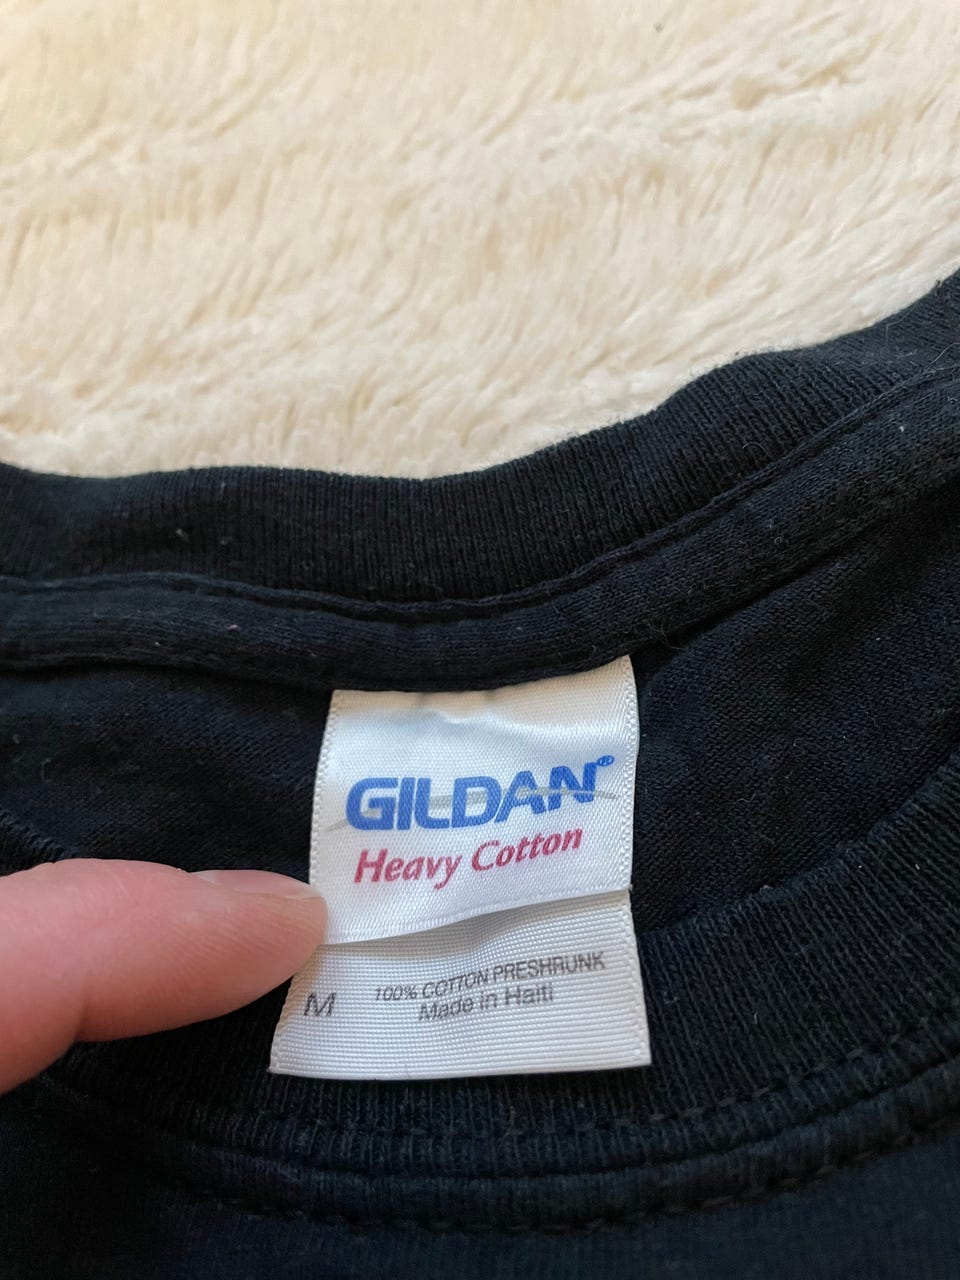 GILDAN®
Heavy Cotton
M 100% COTTON PRESHRUNK
Made in Haiti